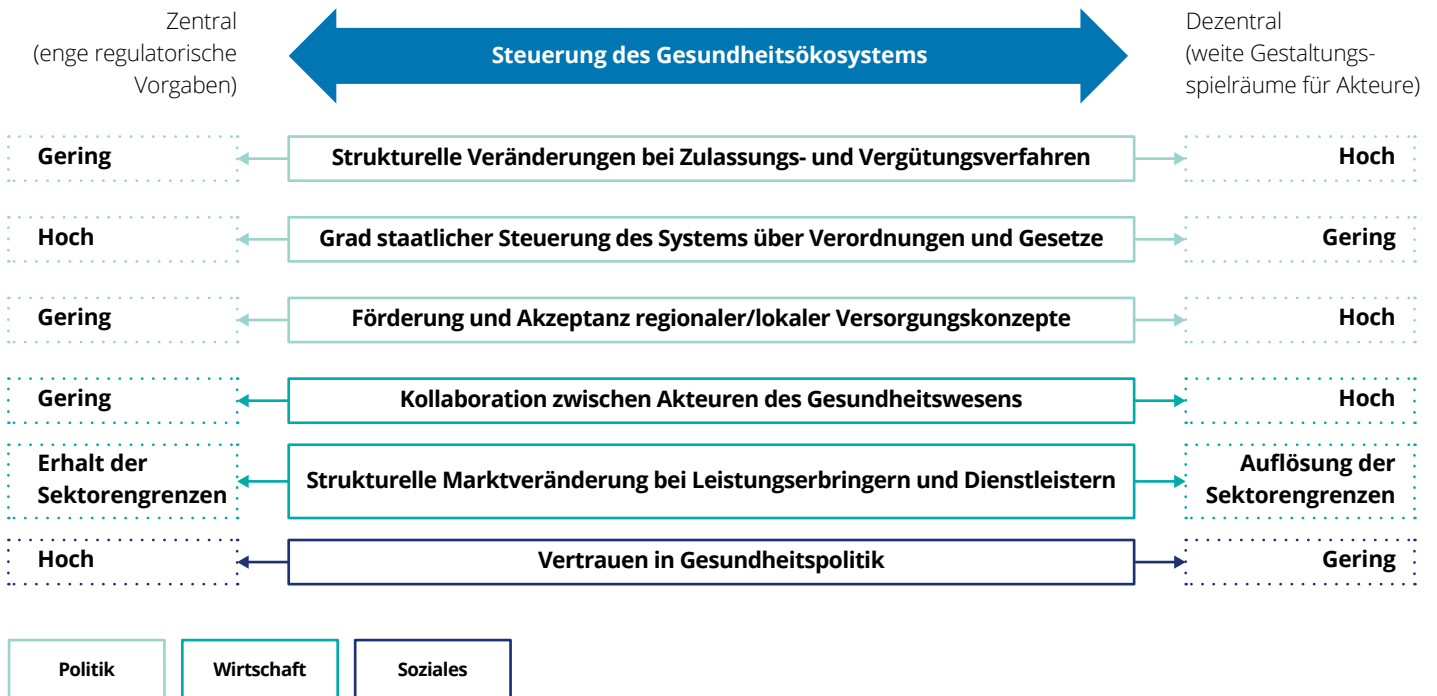 Zentral
(enge regulatorische
Vorgaben)
Steuerung des Gesundheitsökosystems
Dezentral
(weite Gestaltungs-
spielräume für Akteure)
Gering
Strukturelle Veränderungen bei Zulassungs- und Vergütungsverfahren
Hoch
Hoch
Grad staatlicher Steuerung des Systems über Verordnungen und Gesetze
Gering
Gering
Förderung und Akzeptanz regionaler/lokaler Versorgungskonzepte
Hoch
Gering
Kollaboration zwischen Akteuren des Gesundheitswesens
Hoch
Erhalt der
Sektorengrenzen
Strukturelle Marktveränderung bei Leistungserbringern und Dienstleistern
Auflösung der
Sektorengrenzen
Hoch
Vertrauen in Gesundheitspolitik
Gering
Politik
Wirtschaft
Soziales